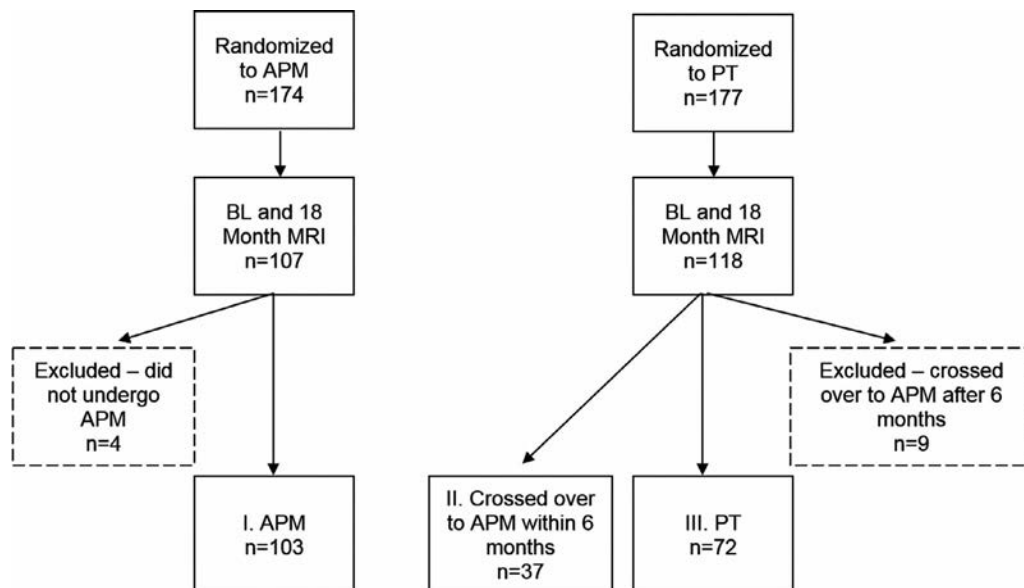 Randomized
to APM
n=174
Randomized
to PT
n=177
BL and 18
Month MRI
n=107
BL and 18
Month MRI
n=118
Excluded – did
not undergo
APM
n=4
Excluded – crossed
over to APM after 6
months
n=9
I. APM
n=103
II. Crossed over
to APM within 6
months
n=37
III. PT
n=72